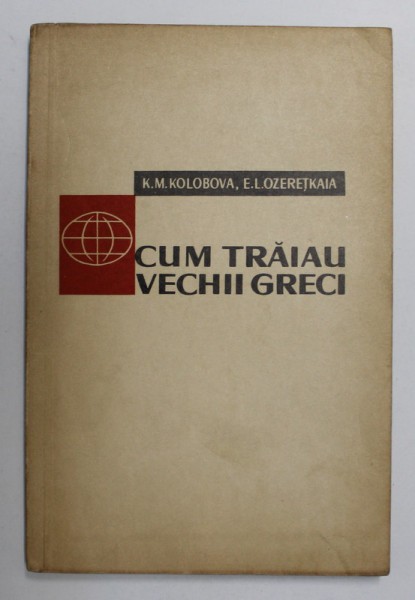 K.M.KOLOBOVA, E.L.OZEREȚKAIA
CUM TRĂIAU
VECHII GRECI